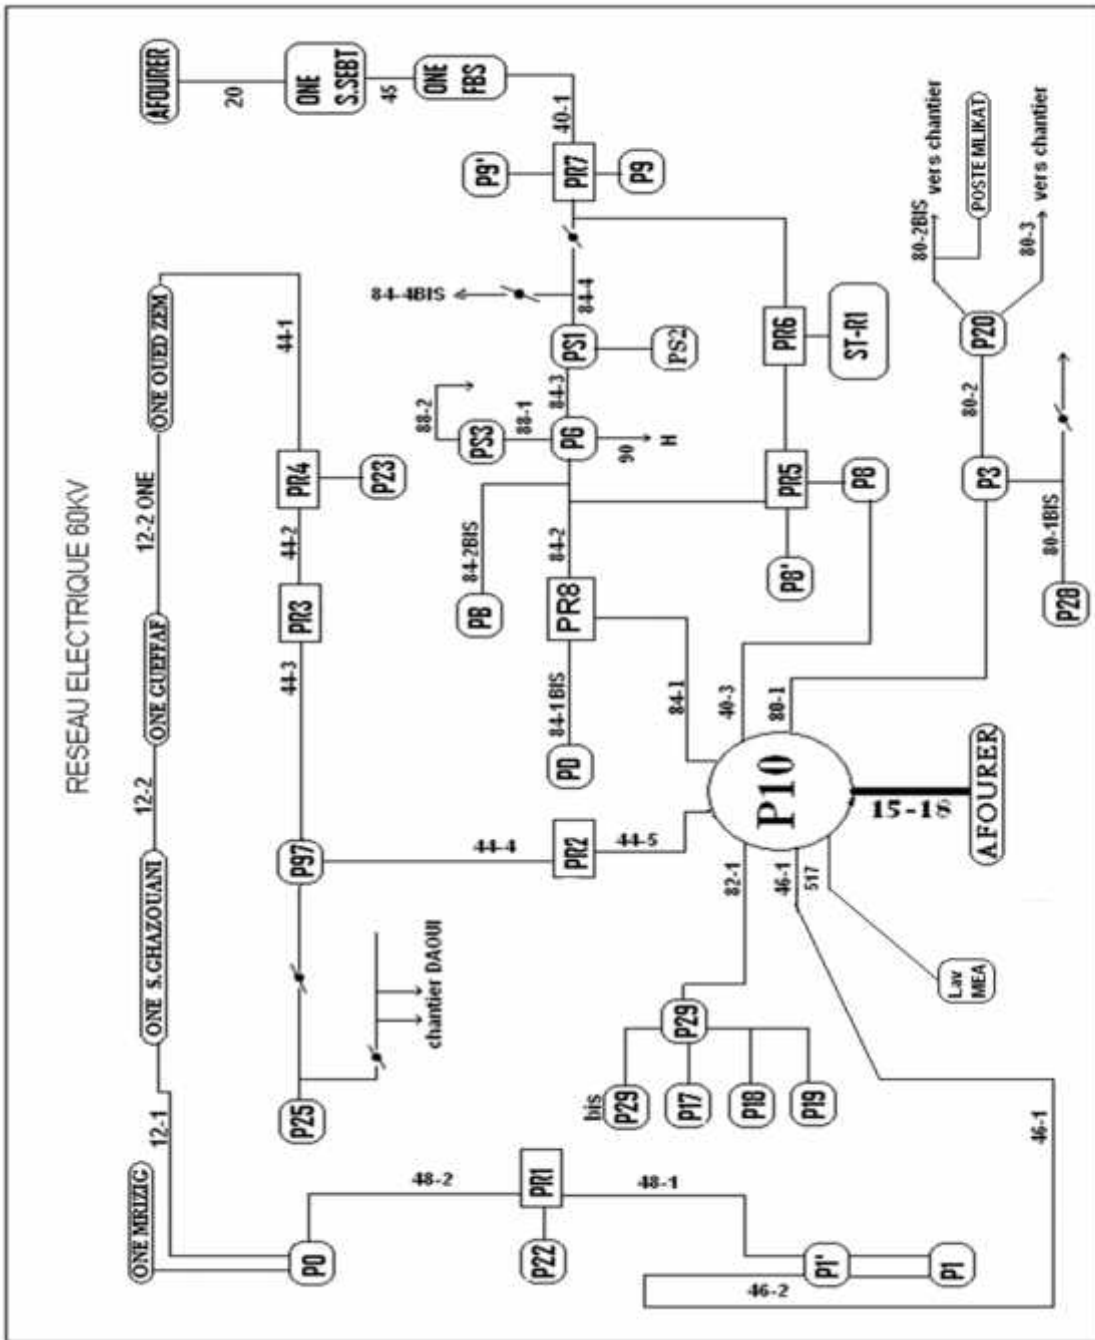 RESEAU ELECTRIQUE 60KV
ONE MRIZIG
12-1
ONE S.GHAZOUANI
12-2
ONE GUEFFAF
12-2 ONE
ONE OUED ZEM
AFOURER
20
ONE S.SEBT
45
ONE FBS
40-1
P0
48-2
P25
P97
44-3
PR3
44-2
PR4
44-1
P23
chantier DAOUI
P9'
PR7
P9
84-4BIS
84-4
PS1
PS2
84-3
88-2
PS3
88-1
P6
90
H
PB
84-2BIS
84-2
PR8
84-1BIS
PD
84-1
PR1
P22
48-1
44-4
PR2
44-5
PR6
ST-R1
PR5
P8
P8'
40-3
80-1
P10
15-18
AFOURER
82-1
46-1
517
Lav
MEA
P29
bis
P29
P17
P18
P19
P1'
P1
46-2
46-1
80-2BIS
vers chantier
POSTE MLIKAT
80-3
vers chantier
P20
80-2
P3
80-1BIS
P28